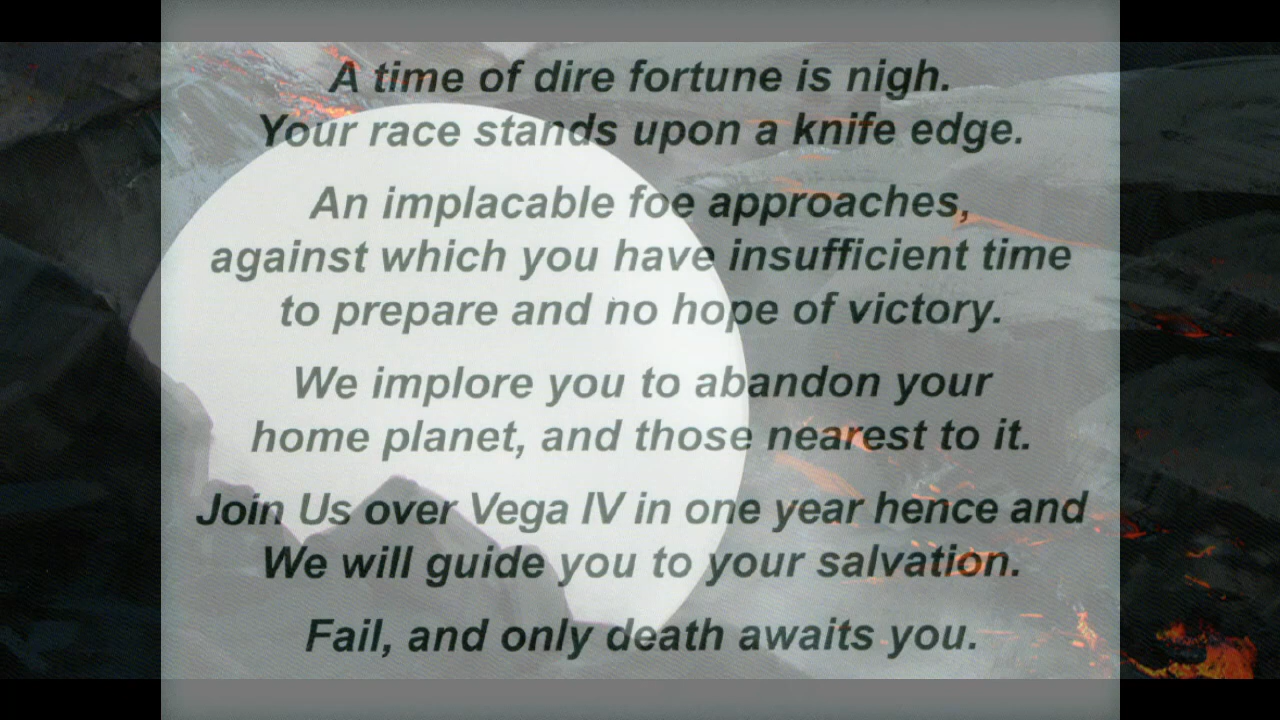 A time of dire fortune is nigh.
Your race stands upon a knife edge.
An implacable foe approaches,
against which you have insufficient time
to prepare and no hope of victory.
We implore you to abandon your
home planet, and those nearest to it.
Join Us over Vega IV in one year hence and
We will guide you to your salvation.
Fail, and only death awaits you.